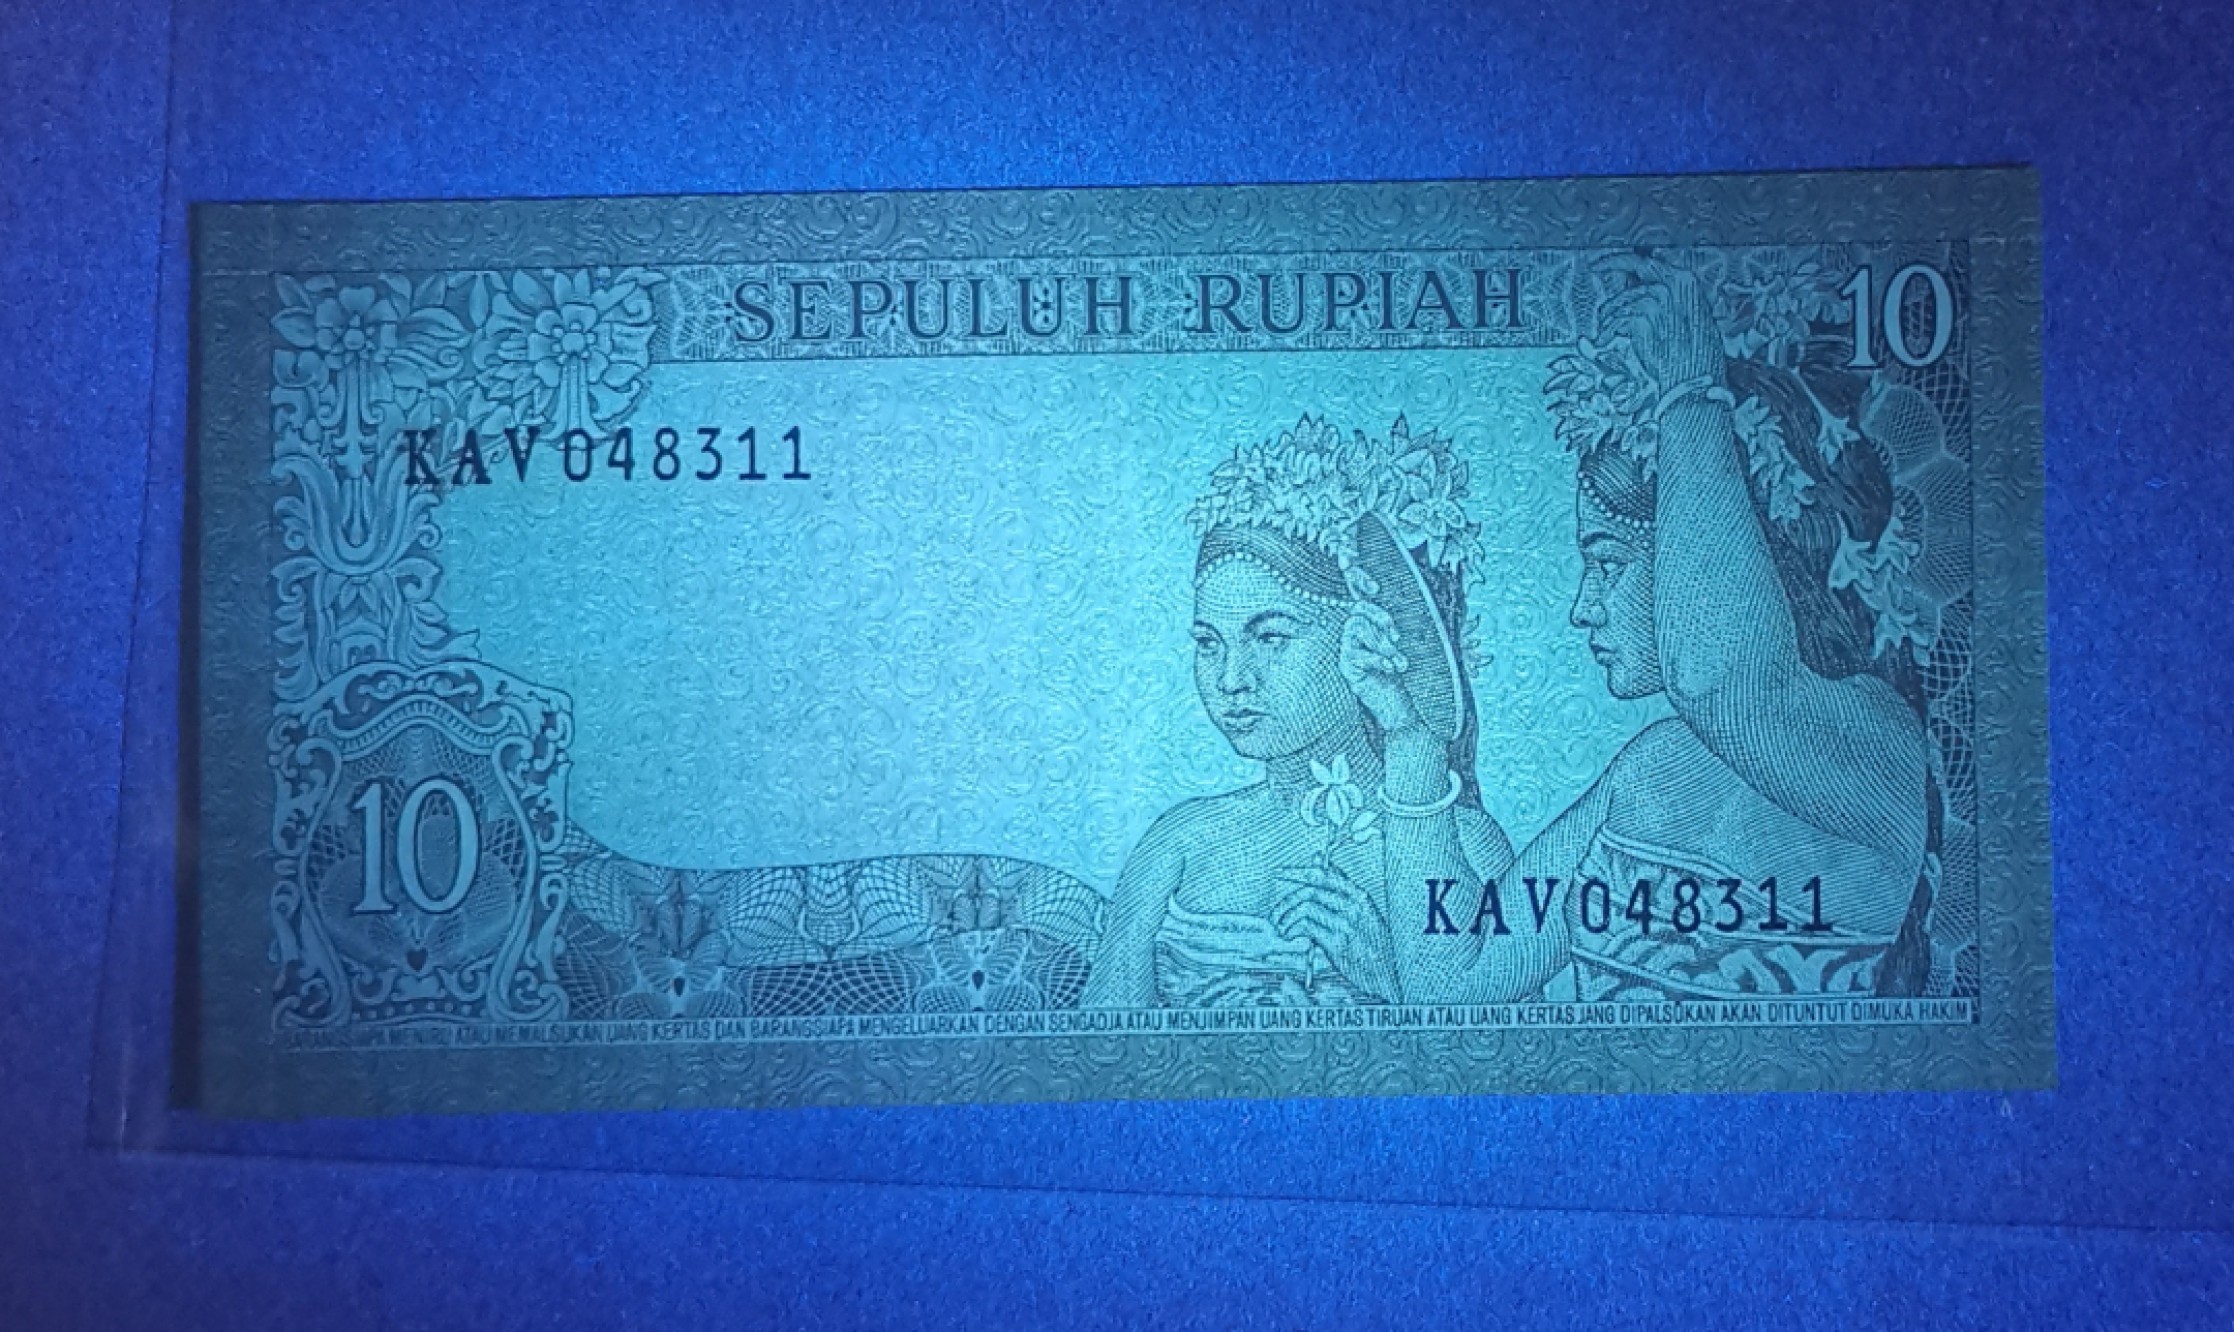 SEPULUH RUPIAH
10
KAV048311
10
KAV048311
BARANGSIAPA MENIRU ATAU MEMALSUKAN UANG KERTAS DAN BARANGSIAPA MENGELUARKAN DENGAN SENGADJA ATAU MENJIMPAN UANG KERTAS TIRUAN ATAU UANG KERTAS JANG DIPALSUKAN AKAN DITUNTUT DIMUKA HAKIM